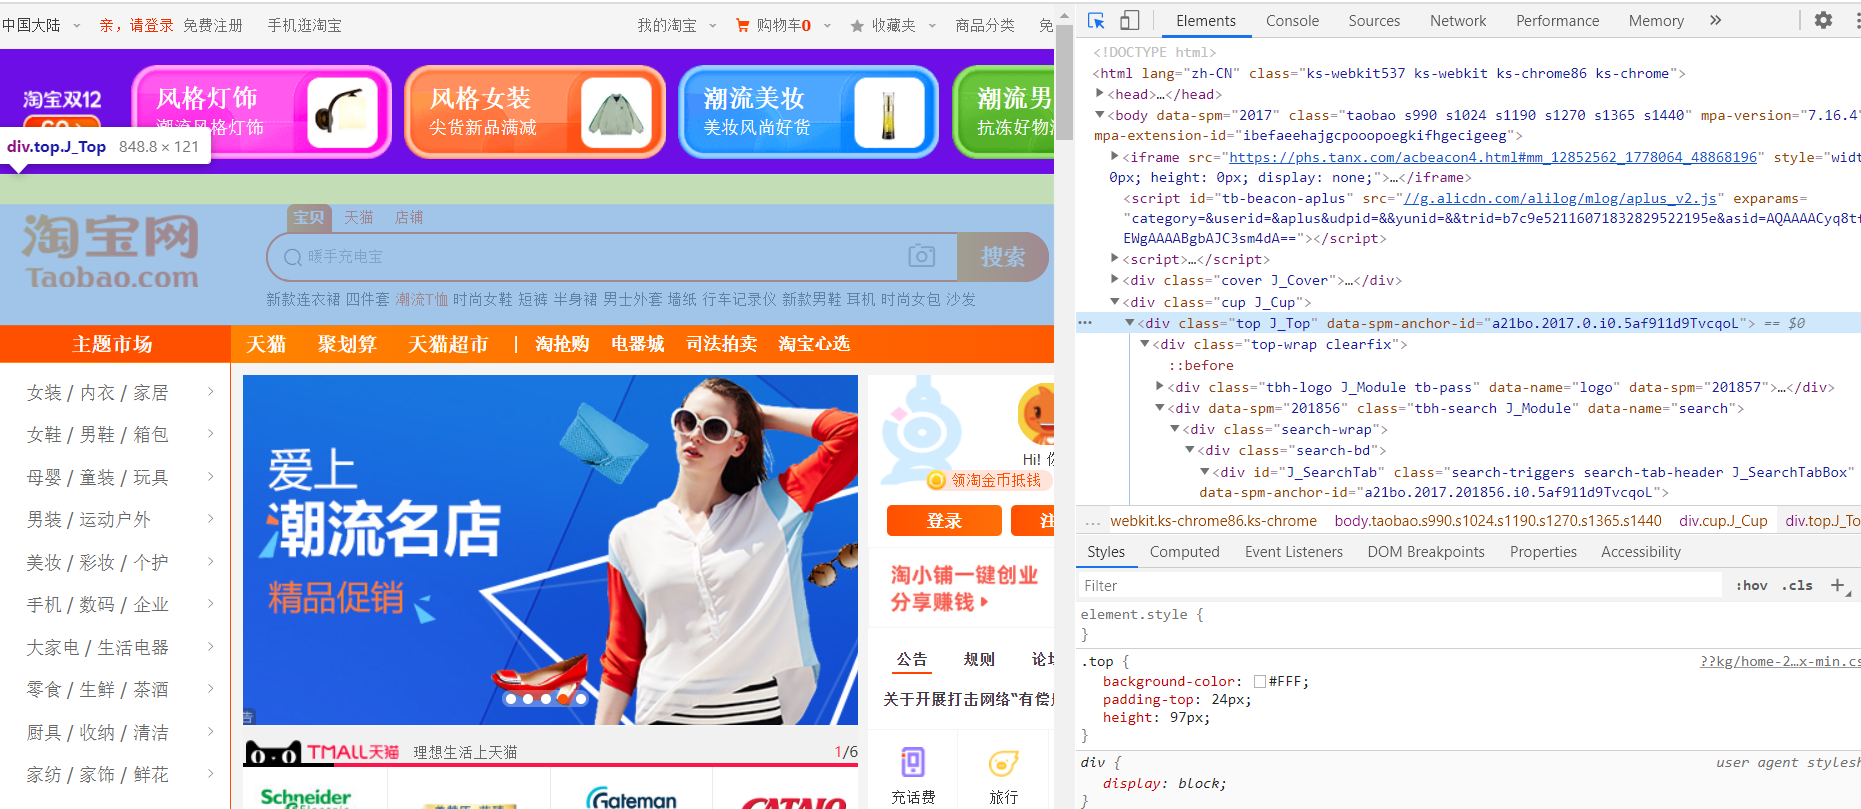 中国大陆 亲，请登录 免费注册 手机逛淘宝 我的淘宝 购物车0 收藏夹 商品分类 免
淘宝双12
风格灯饰
潮流风格灯饰
风格女装
尖货新品满减
潮流美妆
美妆风尚好货
潮流男
抗冻好物
div.top.J_Top 848.8 × 121
淘宝网
Taobao.com
宝贝 天猫 店铺
暖手充电宝
搜索
新款连衣裙 四件套 潮流T恤 时尚女鞋 短裤 半身裙 男士外套 墙纸 行车记录仪 新款男鞋 耳机 时尚女包 沙发
主题市场 天猫 聚划算 天猫超市 | 淘抢购 电器城 司法拍卖 淘宝心选
女装 / 内衣 / 家居
女鞋 / 男鞋 / 箱包
母婴 / 童装 / 玩具
男装 / 运动户外
美妆 / 彩妆 / 个护
手机 / 数码 / 企业
大家电 / 生活电器
零食 / 生鲜 / 茶酒
厨具 / 收纳 / 清洁
家纺 / 家饰 / 鲜花
爱上
潮流名店
精品促销
TMALL天猫 理想生活上天猫 1/6
Schneider
Gateman
Hi! 你
领淘金币抵钱
登录 注
淘小铺一键创业
分享赚钱
公告 规则 论坛
关于开展打击网络“有偿
充话费 旅行
Elements Console Sources Network Performance Memory »
<!DOCTYPE html>
<html lang="zh-CN" class="ks-webkit537 ks-webkit ks-chrome86 ks-chrome">
<head>…</head>
<body data-spm="2017" class="taobao s990 s1024 s1190 s1270 s1365 s1440" mpa-version="7.16.4"
mpa-extension-id="ibefaeehajgcpooopoegkifhgecigeeg">
<iframe src="https://phs.tanx.com/acbeacon4.html#mm_12852562_1778064_48868196" style="widt
0px; height: 0px; display: none;">…</iframe>
<script id="tb-beacon-aplus" src="//g.alicdn.com/alilog/mlog/aplus_v2.js" exparams=
"category=&userid=&aplus&udpid=&&yunid=&&trid=b7c9e52116071832829522195e&asid=AQAAAACyq8tf
EWgAAAABgbAJC3sm4dA=="></script>
<script>…</script>
<div class="cover J_Cover">…</div>
<div class="cup J_Cup">
<div class="top J_Top" data-spm-anchor-id="a21bo.2017.0.i0.5af911d9TvcqoL"> == $0
<div class="top-wrap clearfix">
::before
<div class="tbh-logo J_Module tb-pass" data-name="logo" data-spm="201857">…</div>
<div data-spm="201856" class="tbh-search J_Module" data-name="search">
<div class="search-wrap">
<div class="search-bd">
<div id="J_SearchTab" class="search-triggers search-tab-header J_SearchTabBox"
data-spm-anchor-id="a21bo.2017.201856.i0.5af911d9TvcqoL">
... webkit.ks-chrome86.ks-chrome body.taobao.s990.s1024.s1190.s1270.s1365.s1440 div.cup.J_Cup div.top.J_To
Styles Computed Event Listeners DOM Breakpoints Properties Accessibility
Filter :hov .cls +
element.style {
}
.top { ??kg/home-2…x-min.cs
background-color: #FFF;
padding-top: 24px;
height: 97px;
}
div { user agent stylesh
display: block;
}